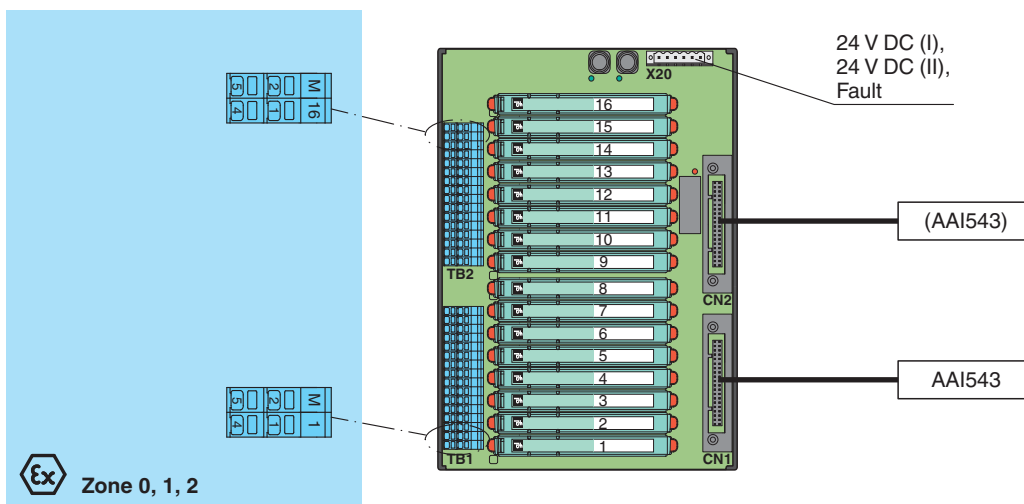 24 V DC (I),
24 V DC (II),
Fault
X20
5 2 M
4 1 16
16
15
14
13
12
11
10
9
TB2
(AAI543)
CN2
8
7
6
5
4
3
2
1
TB1
AAI543
CN1
5 2 M
4 1 1
Ex
Zone 0, 1, 2